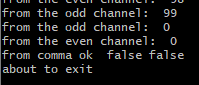 from the even channel:  98
from the odd channel:  99
from the odd channel:  0
from the even channel:  0
from comma ok  false false
about to exit